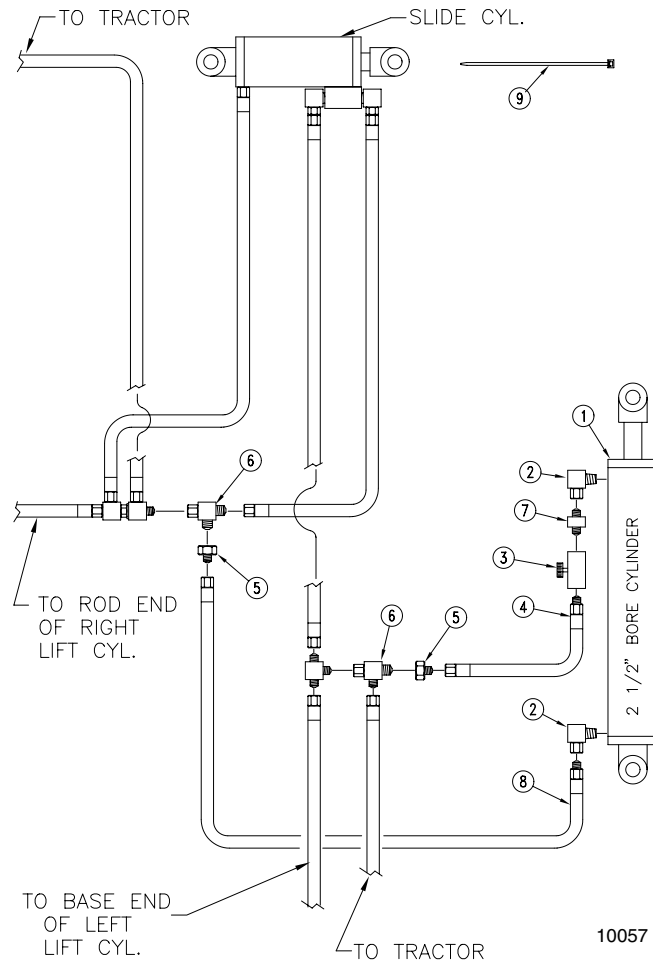 TO TRACTOR
SLIDE CYL.
9
1
2
6
7
2 1/2" BORE CYLINDER
3
5
4
TO ROD END
OF RIGHT
LIFT CYL.
6
5
2
8
TO BASE END
OF LEFT
LIFT CYL.
TO TRACTOR
10057